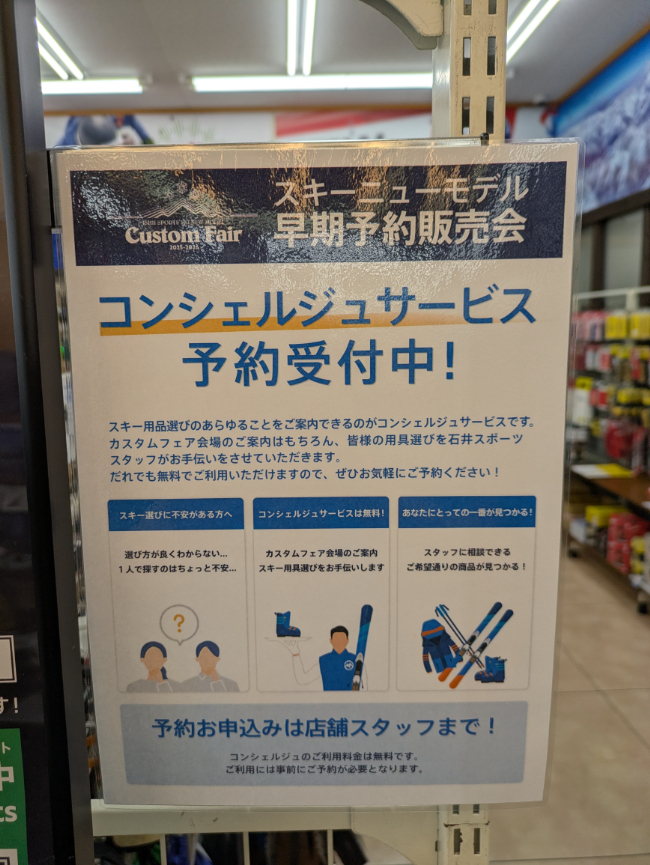 スキーニューモデル
Custom Fair
2025-2026
早期予約販売会
コンシェルジュサービス
予約受付中!
スキー用品選びのあらゆることをご案内できるのがコンシェルジュサービスです。
カスタムフェア会場のご案内はもちろん、皆様の用具選びを石井スポーツ
スタッフがお手伝いをさせていただきます。
だれでも無料でご利用いただけますので、ぜひお気軽にご予約ください!
スキー選びに不安がある方へ
選び方が良くわからない...
1人で探すのはちょっと不安...
?
コンシェルジュサービスは無料!
カスタムフェア会場のご案内
スキー用具選びをお手伝いします
あなたにとっての一番が見つかる!
スタッフに相談できる
ご希望通りの商品が見つかる!
予約お申込みは店舗スタッフまで!
コンシェルジュのご利用料金は無料です。
ご利用には事前にご予約が必要となります。
す!
ット
中
ts